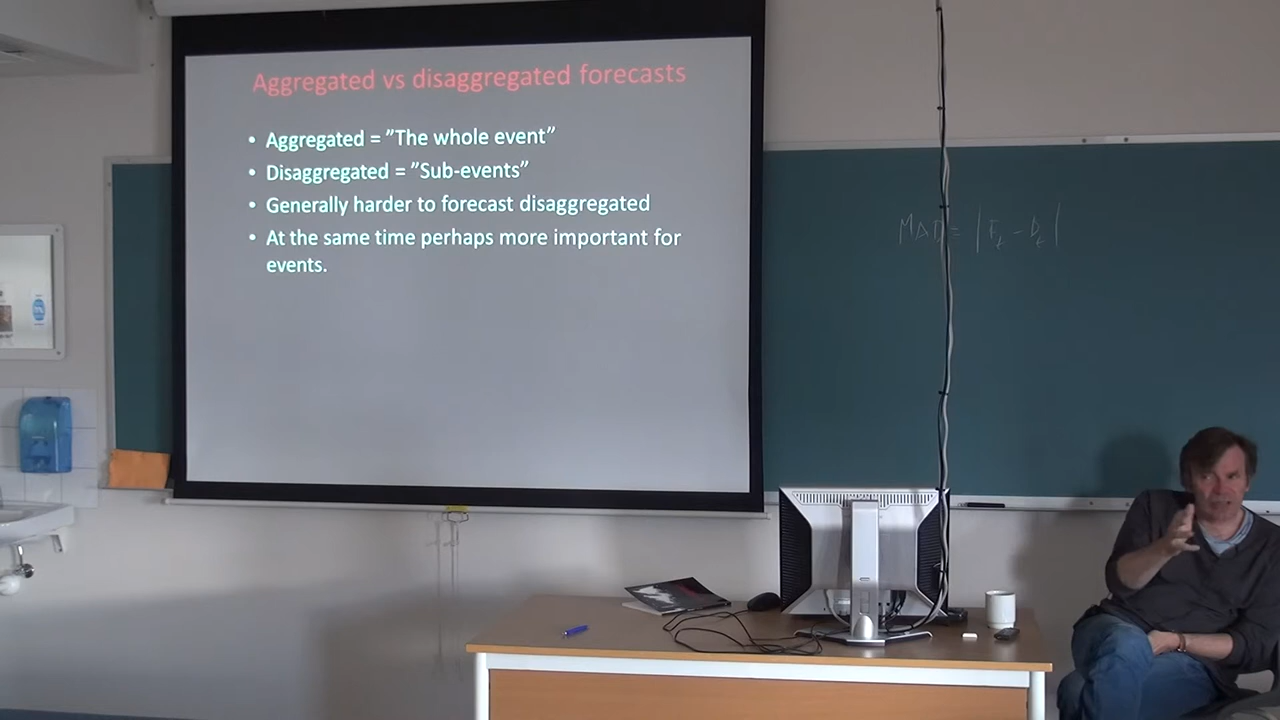 Aggregated vs disaggregated forecasts
• Aggregated = ”The whole event”
• Disaggregated = ”Sub-events”
• Generally harder to forecast disaggregated
• At the same time perhaps more important for
events.
MAD = | F_t - D_t |